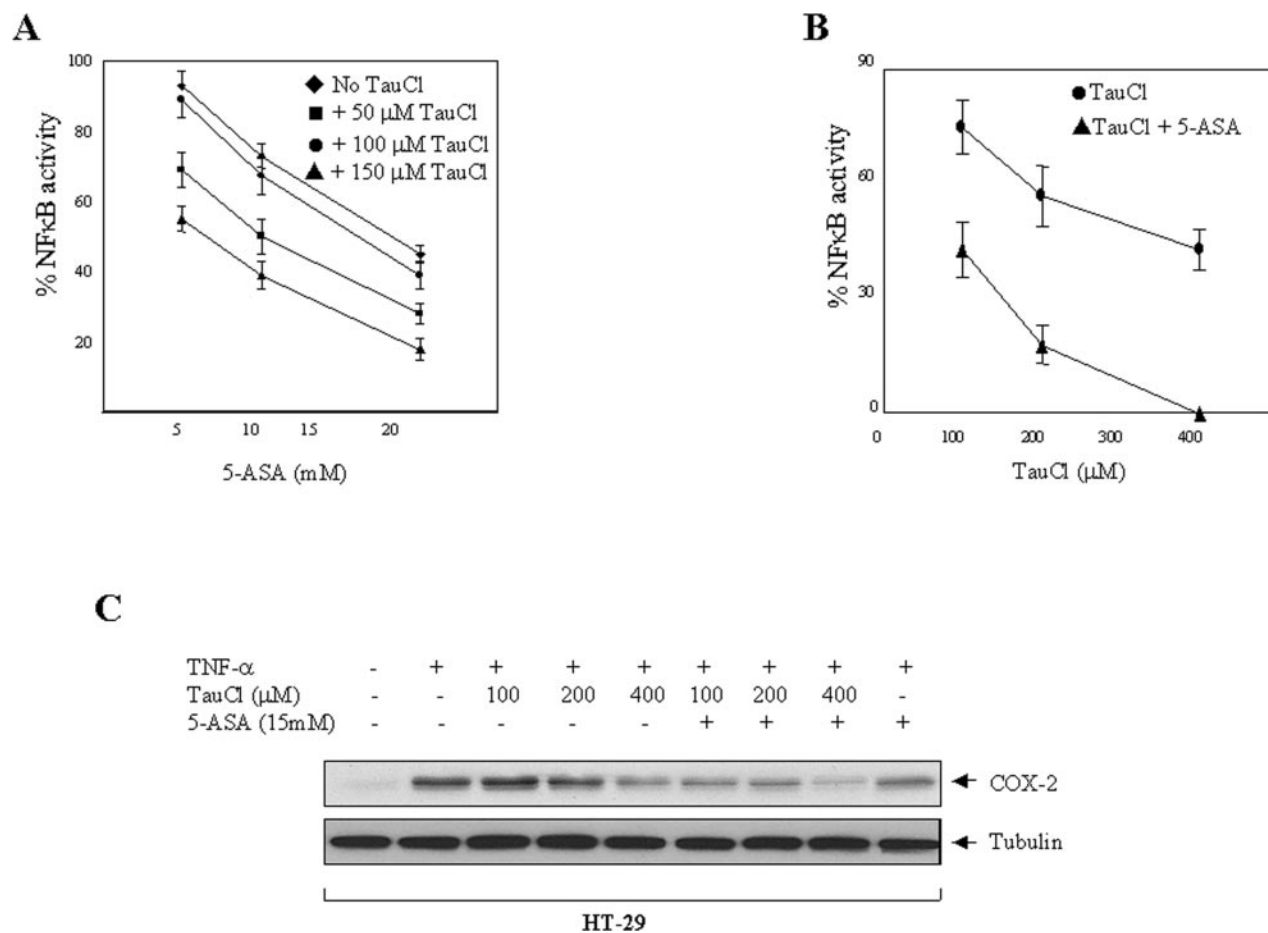 A
% NFκB activity
100
80
60
40
20
No TauCl
+ 50 μM TauCl
+ 100 μM TauCl
+ 150 μM TauCl
5 10 15 20
5-ASA (mM)
B
% NFκB activity
90
60
30
0
TauCl
TauCl + 5-ASA
0 100 200 300 400
TauCl (μM)
C
TNF-α - + + + + + + + +
TauCl (μM) - - 100 200 400 100 200 400 -
5-ASA (15mM) - - - - - + + + +
COX-2
Tubulin
HT-29